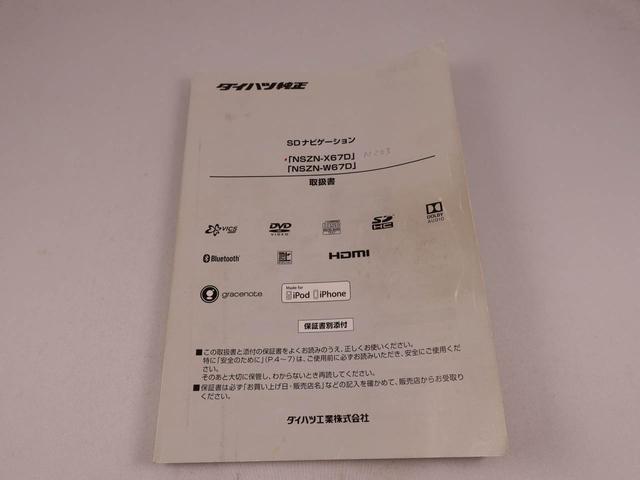 ダイハツ純正
SDナビゲーション
「NSZN-X67D」
「NSZN-W67D」
取扱書
VICS
DVD
VIDEO
SD
HC
DOLBY
AUDIO
Bluetooth
HDMI
gracenote
Made for
iPod iPhone
保証書別添付
■この取扱書と添付の保証書をよくお読みのうえ、正しくお使いください。
特に「安全のために」(P.4~7)は、ご使用前に必ずお読みいただき、安全にご使用くだ
さい。
そのあと大切に保管し、わからないとき再読してください。
■保証書は必ず「お買い上げ日・販売店名」などの記入を確かめて、販売店からお受取り
ください。
ダイハツ工業株式会社